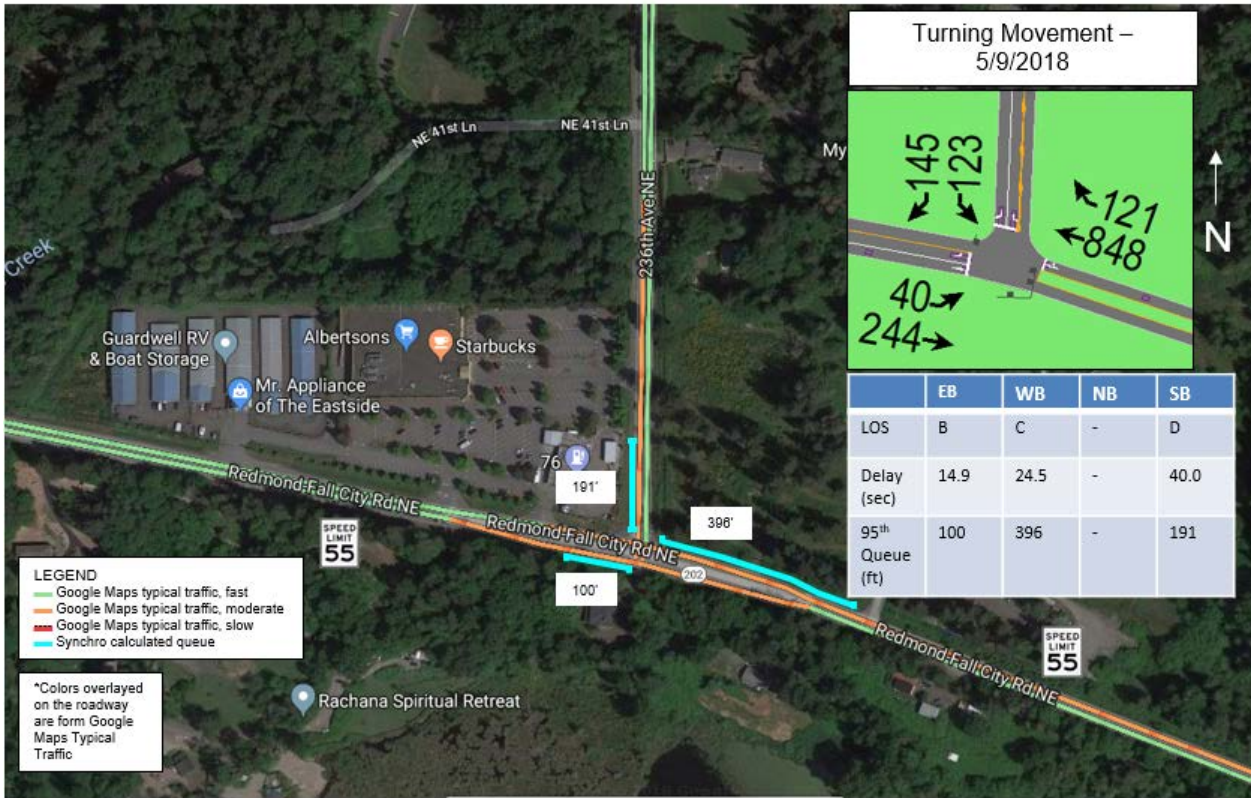 Turning Movement –
5/9/2018
145
123
121
848
40
244
N
EB WB NB SB
LOS B C - D
Delay
(sec) 14.9 24.5 - 40.0
95th
Queue
(ft) 100 396 - 191
NE 41st Ln
NE 41st Ln
My
236th Ave NE
Creek
Guardwell RV
& Boat Storage
Albertsons
Starbucks
Mr. Appliance
of The Eastside
76
191'
396'
100'
Redmond-Fall City Rd NE
Redmond-Fall City Rd NE
202
Redmond-Fall City Rd NE
SPEED
LIMIT
55
SPEED
LIMIT
55
LEGEND
Google Maps typical traffic, fast
Google Maps typical traffic, moderate
Google Maps typical traffic, slow
Synchro calculated queue
*Colors overlayed
on the roadway
are form Google
Maps Typical
Traffic
Rachana Spiritual Retreat